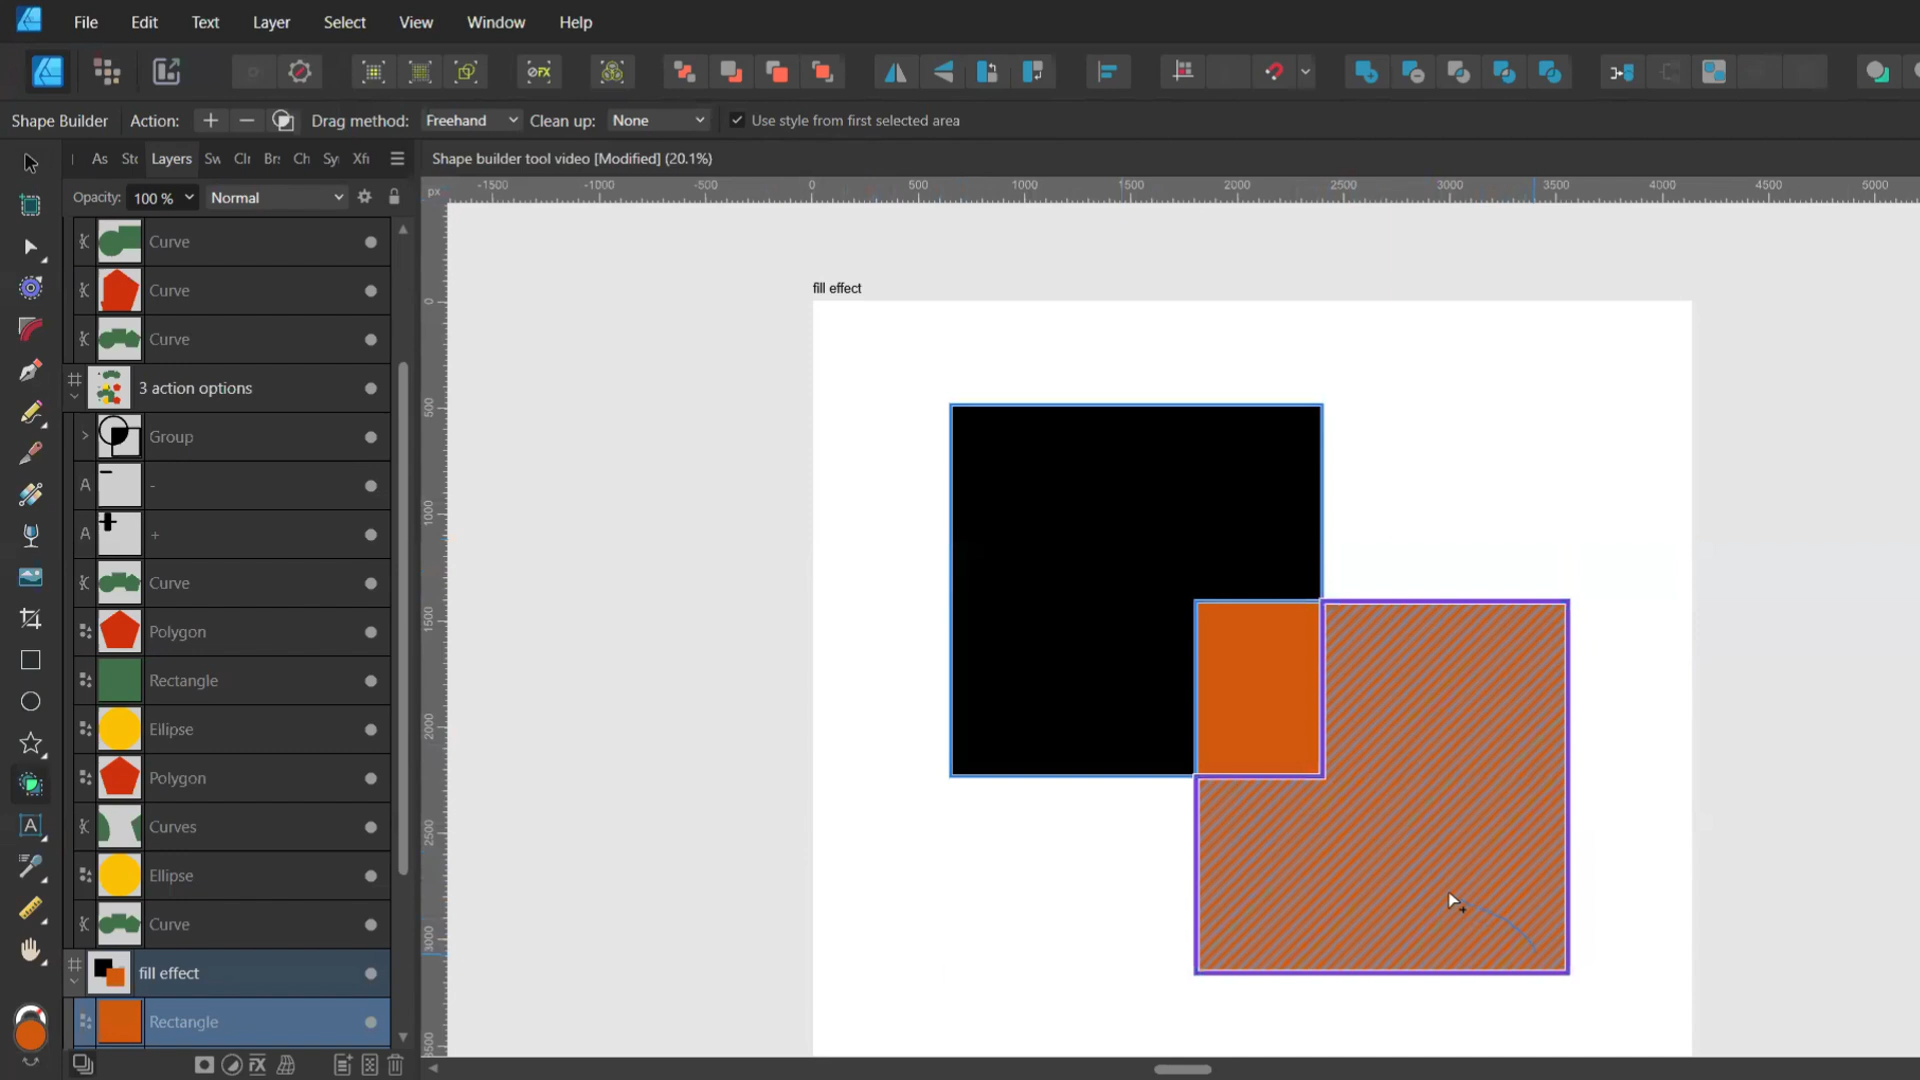 File Edit Text Layer Select View Window Help
Shape Builder Action: Drag method: Freehand Clean up: None Use style from first selected area
As Sto Layers Sw Clr Br: Ch Sy Xfr
Shape builder tool video [Modified] (20.1%)
Opacity: 100 % Normal
px -1500 -1000 -500 0 500 1000 1500 2000 2500 3000 3500 4000 4500 5000
Curve
Curve
Curve
3 action options
Group
A -
A +
Curve
Polygon
Rectangle
Ellipse
Polygon
Curves
Ellipse
Curve
fill effect
Rectangle
fill effect
0
500
1000
1500
2000
2500
3000
3500